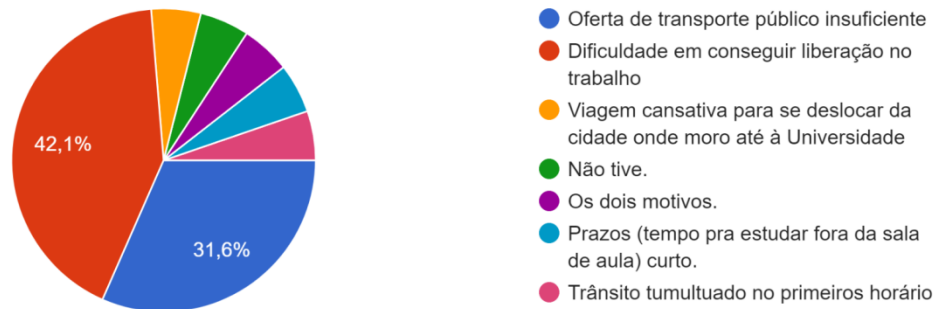 42,1%
31,6%
Oferta de transporte público insuficiente
Dificuldade em conseguir liberação no
trabalho
Viagem cansativa para se deslocar da
cidade onde moro até à Universidade
Não tive.
Os dois motivos.
Prazos (tempo pra estudar fora da sala
de aula) curto.
Trânsito tumultuado no primeiros horário